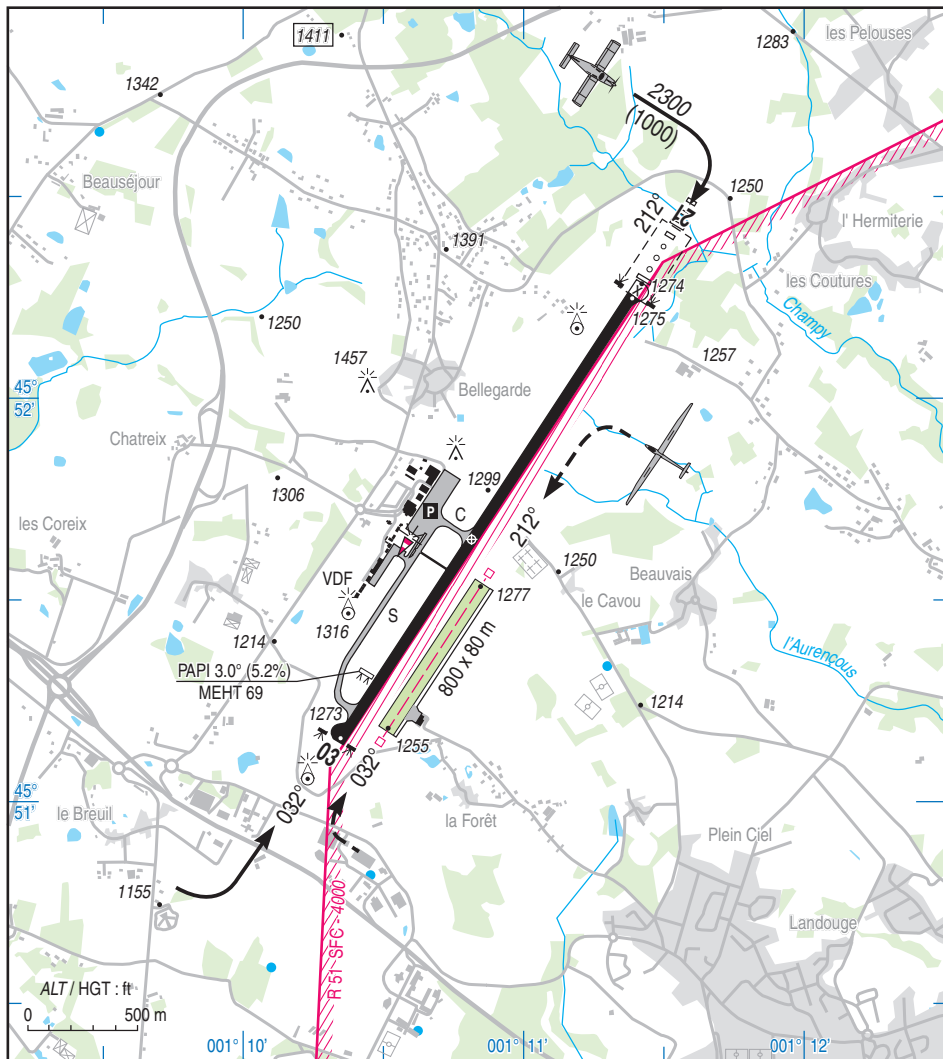 1411
1283
les Pelouses
1342
2300
(1000)
Beauséjour
1250
212°
21
l' Hermiterie
1391
1274
les Coutures
1275
Champy
1250
1457
1257
45°
52'
Bellegarde
Chatreix
1299
1306
P
C
les Coreix
212°
1250
Beauvais
VDF
1277
le Cavou
S
1316
1214
l'Aurençous
800 x 80 m
PAPI 3.0° (5.2%)
MEHT 69
1214
1273
03
1255
032°
032°
45°
51'
le Breuil
la Forêt
Plein Ciel
1155
R 51 SFC - 4000
Landouge
ALT / HGT : ft
0 500 m
001° 10'
001° 11'
001° 12'